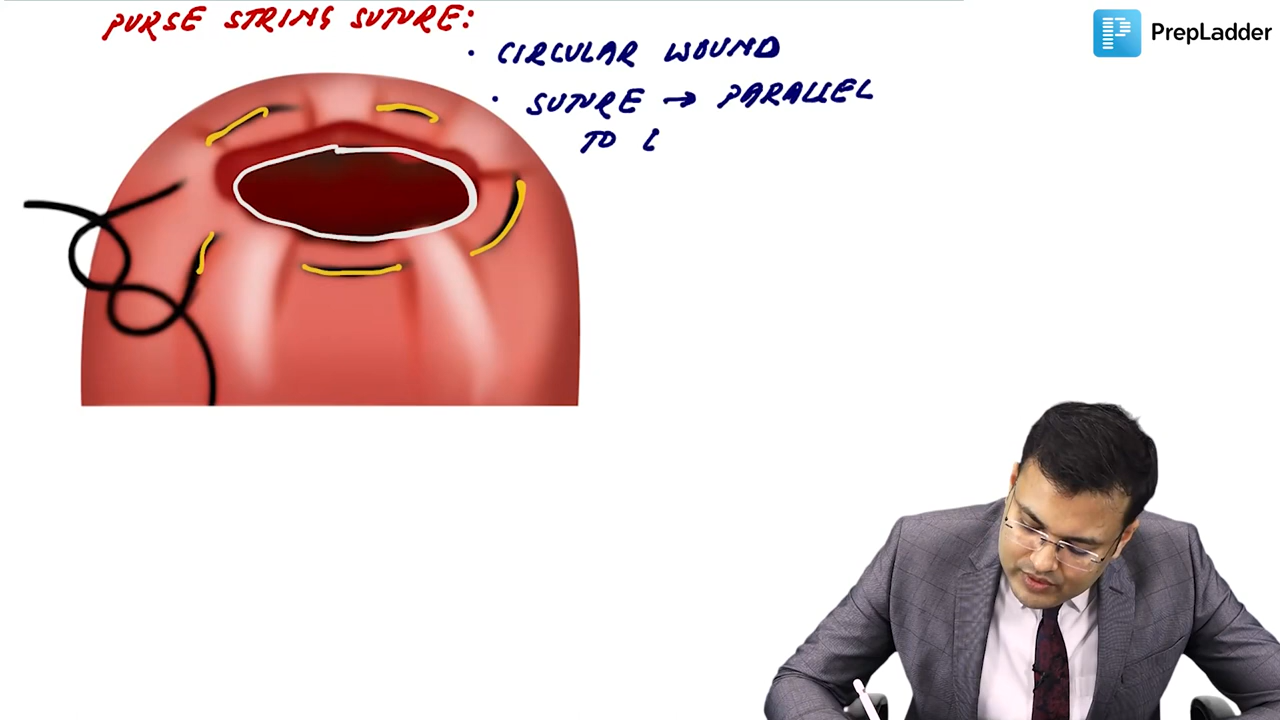 PURSE STRING SUTURE:
• CIRCULAR WOUND
• SUTURE → PARALLEL
TO
PrepLadder